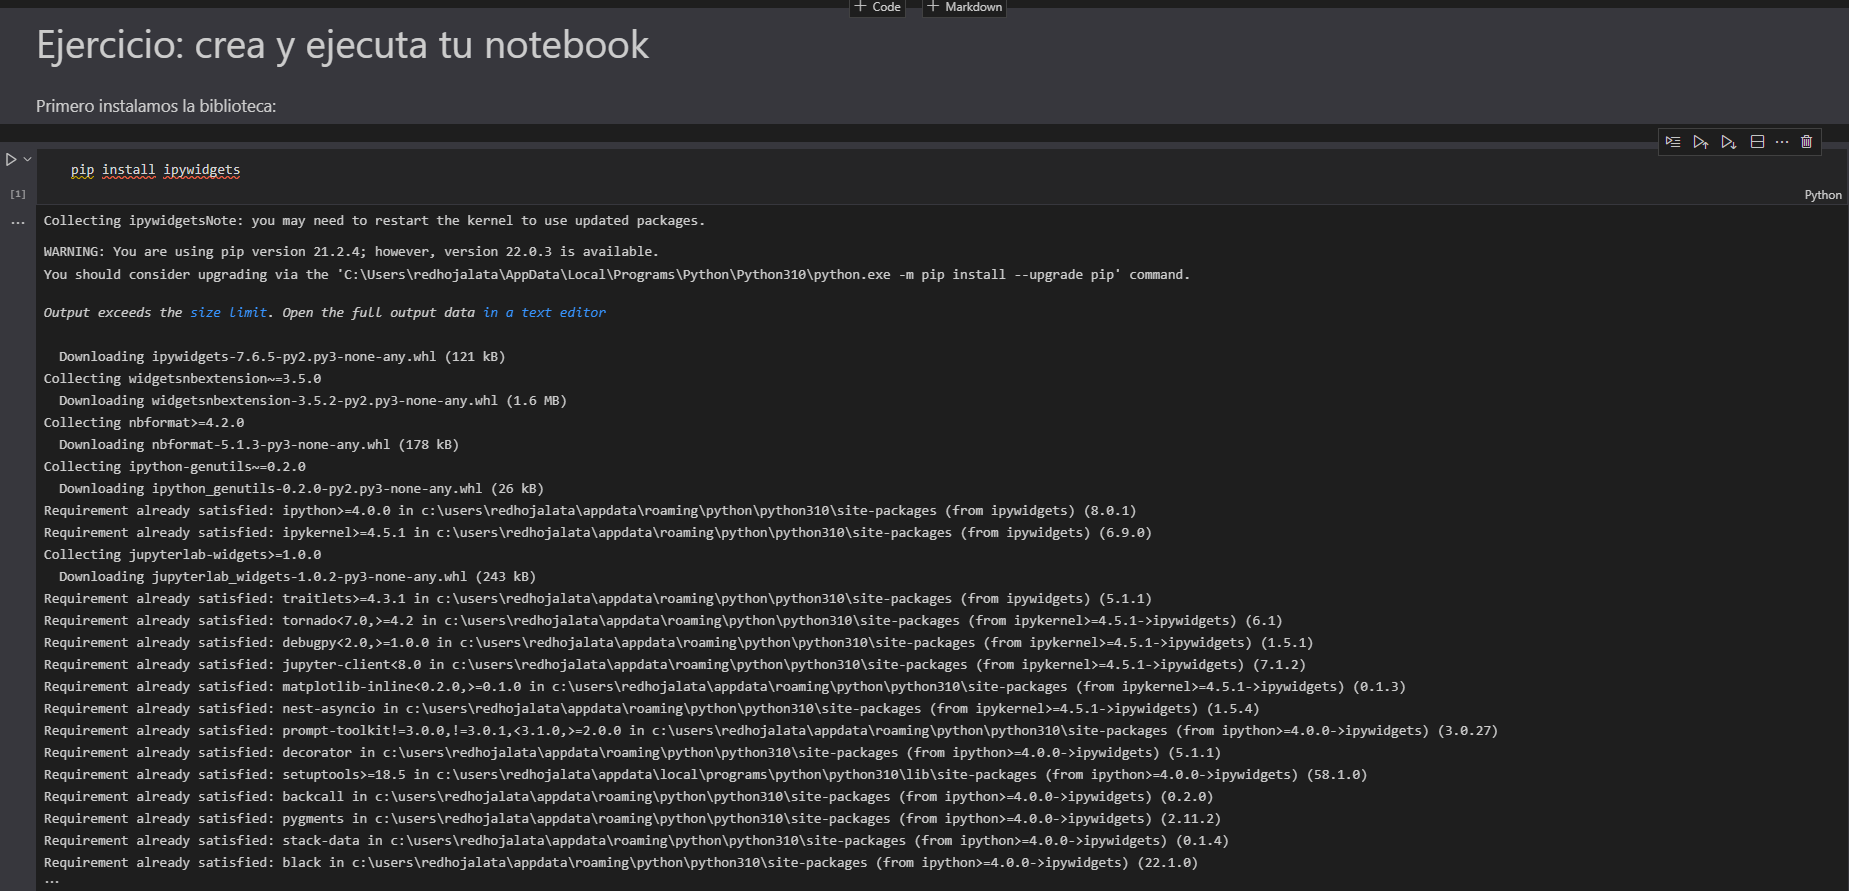 + Code + Markdown
Ejercicio: crea y ejecuta tu notebook
Primero instalamos la biblioteca:
pip install ipywidgets
[1]
Python
Collecting ipywidgetsNote: you may need to restart the kernel to use updated packages.
WARNING: You are using pip version 21.2.4; however, version 22.0.3 is available.
You should consider upgrading via the 'C:\Users\redhojalata\AppData\Local\Programs\Python\Python310\python.exe -m pip install --upgrade pip' command.
Output exceeds the size limit. Open the full output data in a text editor
Downloading ipywidgets-7.6.5-py2.py3-none-any.whl (121 kB)
Collecting widgetsnbextension~=3.5.0
Downloading widgetsnbextension-3.5.2-py2.py3-none-any.whl (1.6 MB)
Collecting nbformat>=4.2.0
Downloading nbformat-5.1.3-py3-none-any.whl (178 kB)
Collecting ipython-genutils~=0.2.0
Downloading ipython_genutils-0.2.0-py2.py3-none-any.whl (26 kB)
Requirement already satisfied: ipython>=4.0.0 in c:\users\redhojalata\appdata\roaming\python\python310\site-packages (from ipywidgets) (8.0.1)
Requirement already satisfied: ipykernel>=4.5.1 in c:\users\redhojalata\appdata\roaming\python\python310\site-packages (from ipywidgets) (6.9.0)
Collecting jupyterlab-widgets>=1.0.0
Downloading jupyterlab_widgets-1.0.2-py3-none-any.whl (243 kB)
Requirement already satisfied: traitlets>=4.3.1 in c:\users\redhojalata\appdata\roaming\python\python310\site-packages (from ipywidgets) (5.1.1)
Requirement already satisfied: tornado<7.0,>=4.2 in c:\users\redhojalata\appdata\roaming\python\python310\site-packages (from ipykernel>=4.5.1->ipywidgets) (6.1)
Requirement already satisfied: debugpy<2.0,>=1.0.0 in c:\users\redhojalata\appdata\roaming\python\python310\site-packages (from ipykernel>=4.5.1->ipywidgets) (1.5.1)
Requirement already satisfied: jupyter-client<8.0 in c:\users\redhojalata\appdata\roaming\python\python310\site-packages (from ipykernel>=4.5.1->ipywidgets) (7.1.2)
Requirement already satisfied: matplotlib-inline<0.2.0,>=0.1.0 in c:\users\redhojalata\appdata\roaming\python\python310\site-packages (from ipykernel>=4.5.1->ipywidgets) (0.1.3)
Requirement already satisfied: nest-asyncio in c:\users\redhojalata\appdata\roaming\python\python310\site-packages (from ipykernel>=4.5.1->ipywidgets) (1.5.4)
Requirement already satisfied: prompt-toolkit!=3.0.0,!=3.0.1,<3.1.0,>=2.0.0 in c:\users\redhojalata\appdata\roaming\python\python310\site-packages (from ipython>=4.0.0->ipywidgets) (3.0.27)
Requirement already satisfied: decorator in c:\users\redhojalata\appdata\roaming\python\python310\site-packages (from ipython>=4.0.0->ipywidgets) (5.1.1)
Requirement already satisfied: setuptools>=18.5 in c:\users\redhojalata\appdata\local\programs\python\python310\lib\site-packages (from ipython>=4.0.0->ipywidgets) (58.1.0)
Requirement already satisfied: backcall in c:\users\redhojalata\appdata\roaming\python\python310\site-packages (from ipython>=4.0.0->ipywidgets) (0.2.0)
Requirement already satisfied: pygments in c:\users\redhojalata\appdata\roaming\python\python310\site-packages (from ipython>=4.0.0->ipywidgets) (2.11.2)
Requirement already satisfied: stack-data in c:\users\redhojalata\appdata\roaming\python\python310\site-packages (from ipython>=4.0.0->ipywidgets) (0.1.4)
Requirement already satisfied: black in c:\users\redhojalata\appdata\roaming\python\python310\site-packages (from ipython>=4.0.0->ipywidgets) (22.1.0)
...